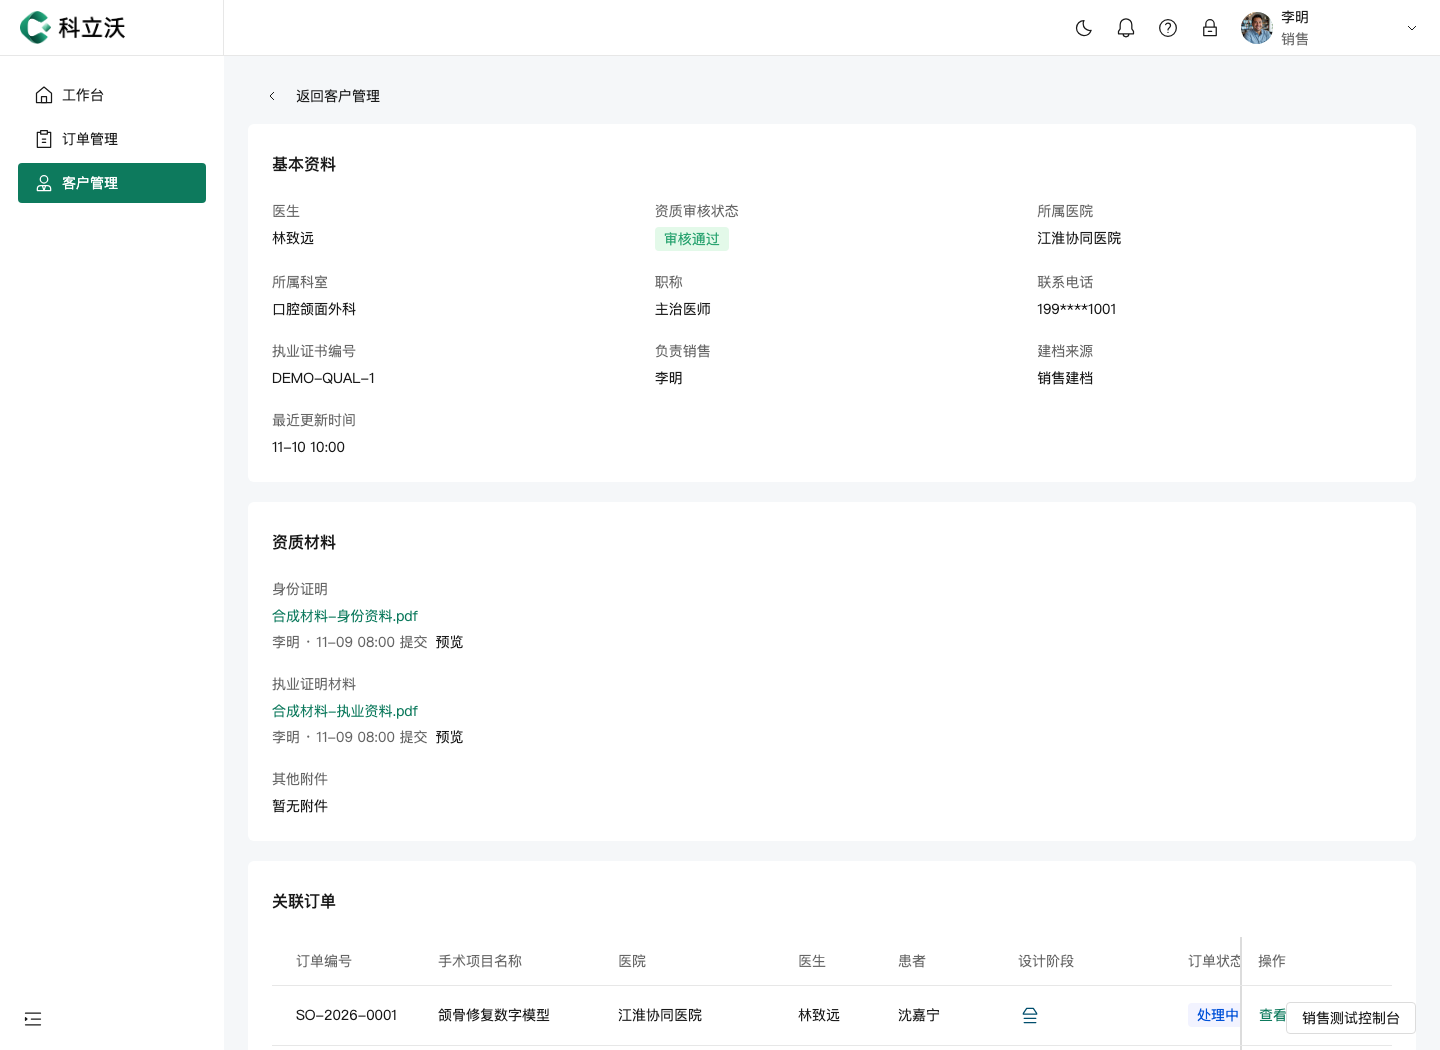 科立沃
李明
销售
工作台
订单管理
客户管理
返回客户管理
基本资料
医生
林致远
资质审核状态
审核通过
所属医院
江淮协同医院
所属科室
口腔颌面外科
职称
主治医师
联系电话
199****1001
执业证书编号
DEMO-QUAL-1
负责销售
李明
建档来源
销售建档
最近更新时间
11-10 10:00
资质材料
身份证明
合成材料-身份资料.pdf
李明 · 11-09 08:00 提交 预览
执业证明材料
合成材料-执业资料.pdf
李明 · 11-09 08:00 提交 预览
其他附件
暂无附件
关联订单
订单编号 手术项目名称 医院 医生 患者 设计阶段 订单状态 操作
SO-2026-0001 颌骨修复数字模型 江淮协同医院 林致远 沈嘉宁 处理中 查看
销售测试控制台